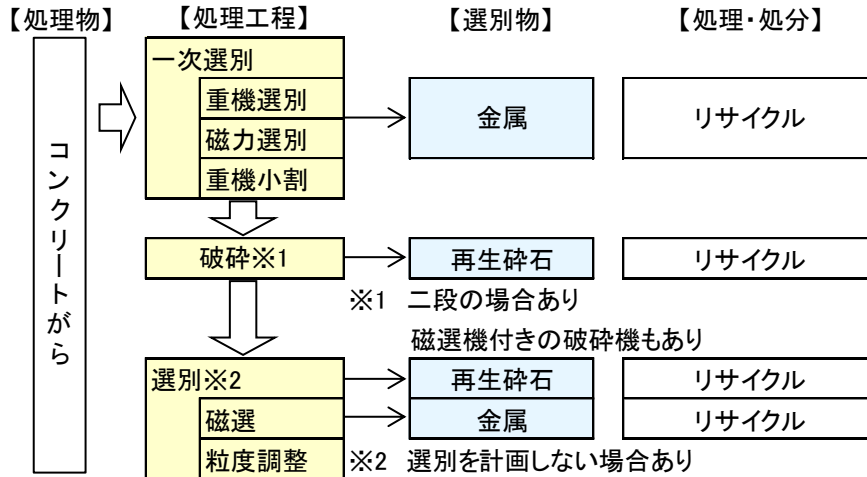 【処理物】 【処理工程】 【選別物】 【処理・処分】
コンクリートがら
一次選別
重機選別
磁力選別
重機小割
金属
リサイクル
破砕※1
再生砕石
リサイクル
※1 二段の場合あり
磁選機付きの破砕機もあり
選別※2
再生砕石
リサイクル
磁選
金属
リサイクル
粒度調整
※2 選別を計画しない場合あり